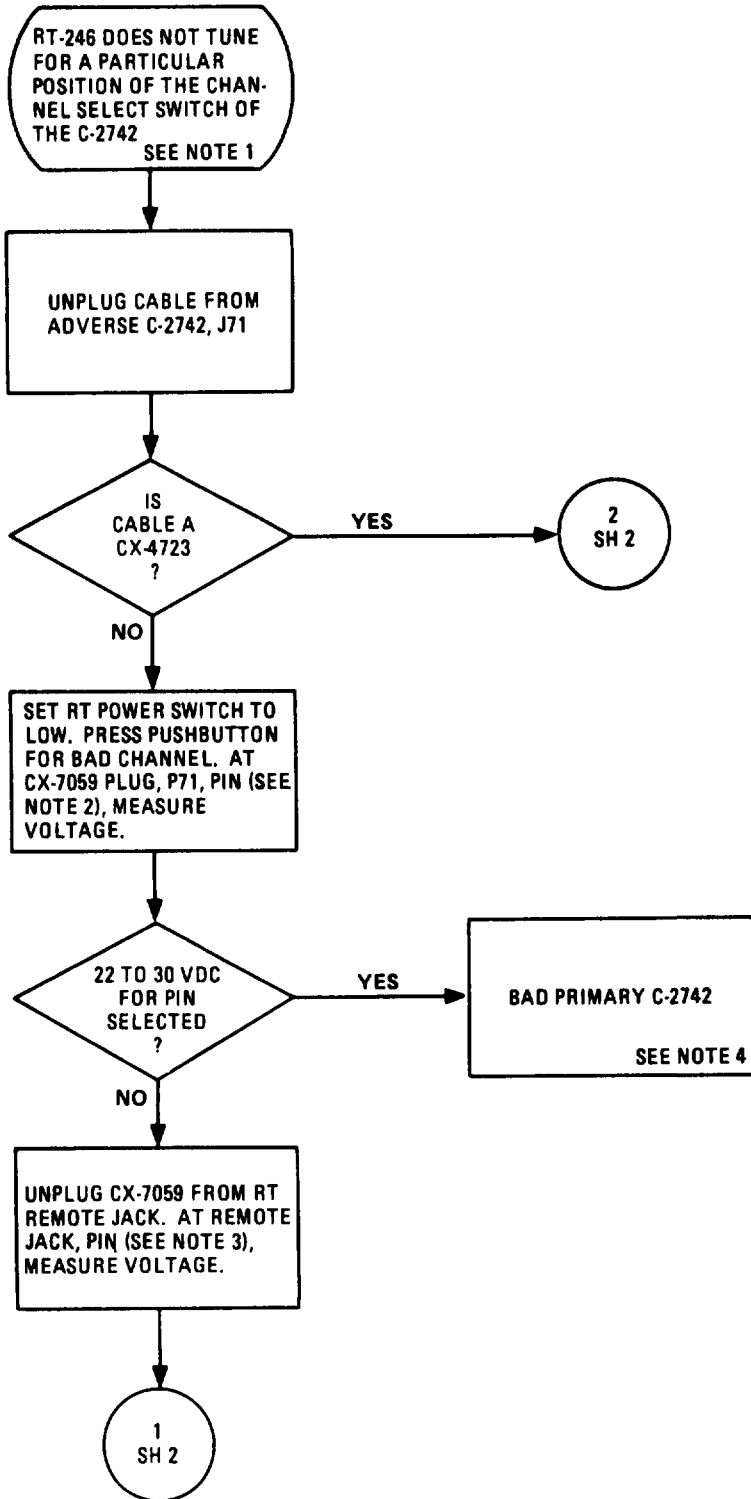 RT-246 DOES NOT TUNE
FOR A PARTICULAR
POSITION OF THE CHAN-
NEL SELECT SWITCH OF
THE C-2742
SEE NOTE 1
UNPLUG CABLE FROM
ADVERSE C-2742, J71
IS
CABLE A
CX-4723
?
YES
2
SH 2
NO
SET RT POWER SWITCH TO
LOW. PRESS PUSHBUTTON
FOR BAD CHANNEL. AT
CX-7059 PLUG, P71, PIN (SEE
NOTE 2), MEASURE
VOLTAGE.
22 TO 30 VDC
FOR PIN
SELECTED
?
YES
BAD PRIMARY C-2742
SEE NOTE 4
NO
UNPLUG CX-7059 FROM RT
REMOTE JACK. AT REMOTE
JACK, PIN (SEE NOTE 3),
MEASURE VOLTAGE.
1
SH 2